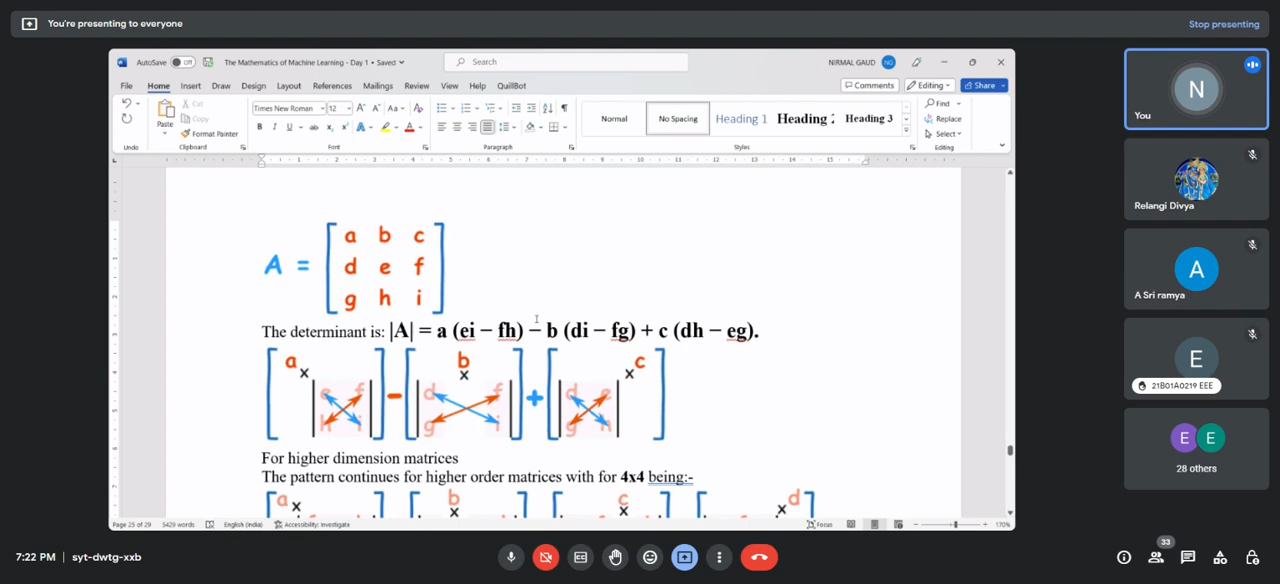 You're presenting to everyone
Stop presenting
AutoSave Off The Mathematics of Machine Learning - Day 1 • Saved
Search
NIRMAL GAUD NG
File Home Insert Draw Design Layout References Mailings Review View Help QuillBot
Comments Editing Share
Paste
Cut
Copy
Format Painter
Times New Roman 12
Normal No Spacing Heading 1 Heading 2 Heading 3
Find
Replace
Select
Undo Clipboard Font Paragraph Styles Editing
A = [ a b c
d e f
g h i ]
The determinant is: |A| = a (ei − fh) − b (di − fg) + c (dh − eg).
a x b x x c
e f - d f + d e
h i g i g h
For higher dimension matrices
The pattern continues for higher order matrices with for 4x4 being:-
a x b x c x x d
Page 25 of 29 5429 words English (India) Accessibility: Investigate Focus 170%
N
You
Relangi Divya
A
A Sri ramya
E
21B01A0219 EEE
E E
28 others
7:22 PM | syt-dwtg-xxb
33